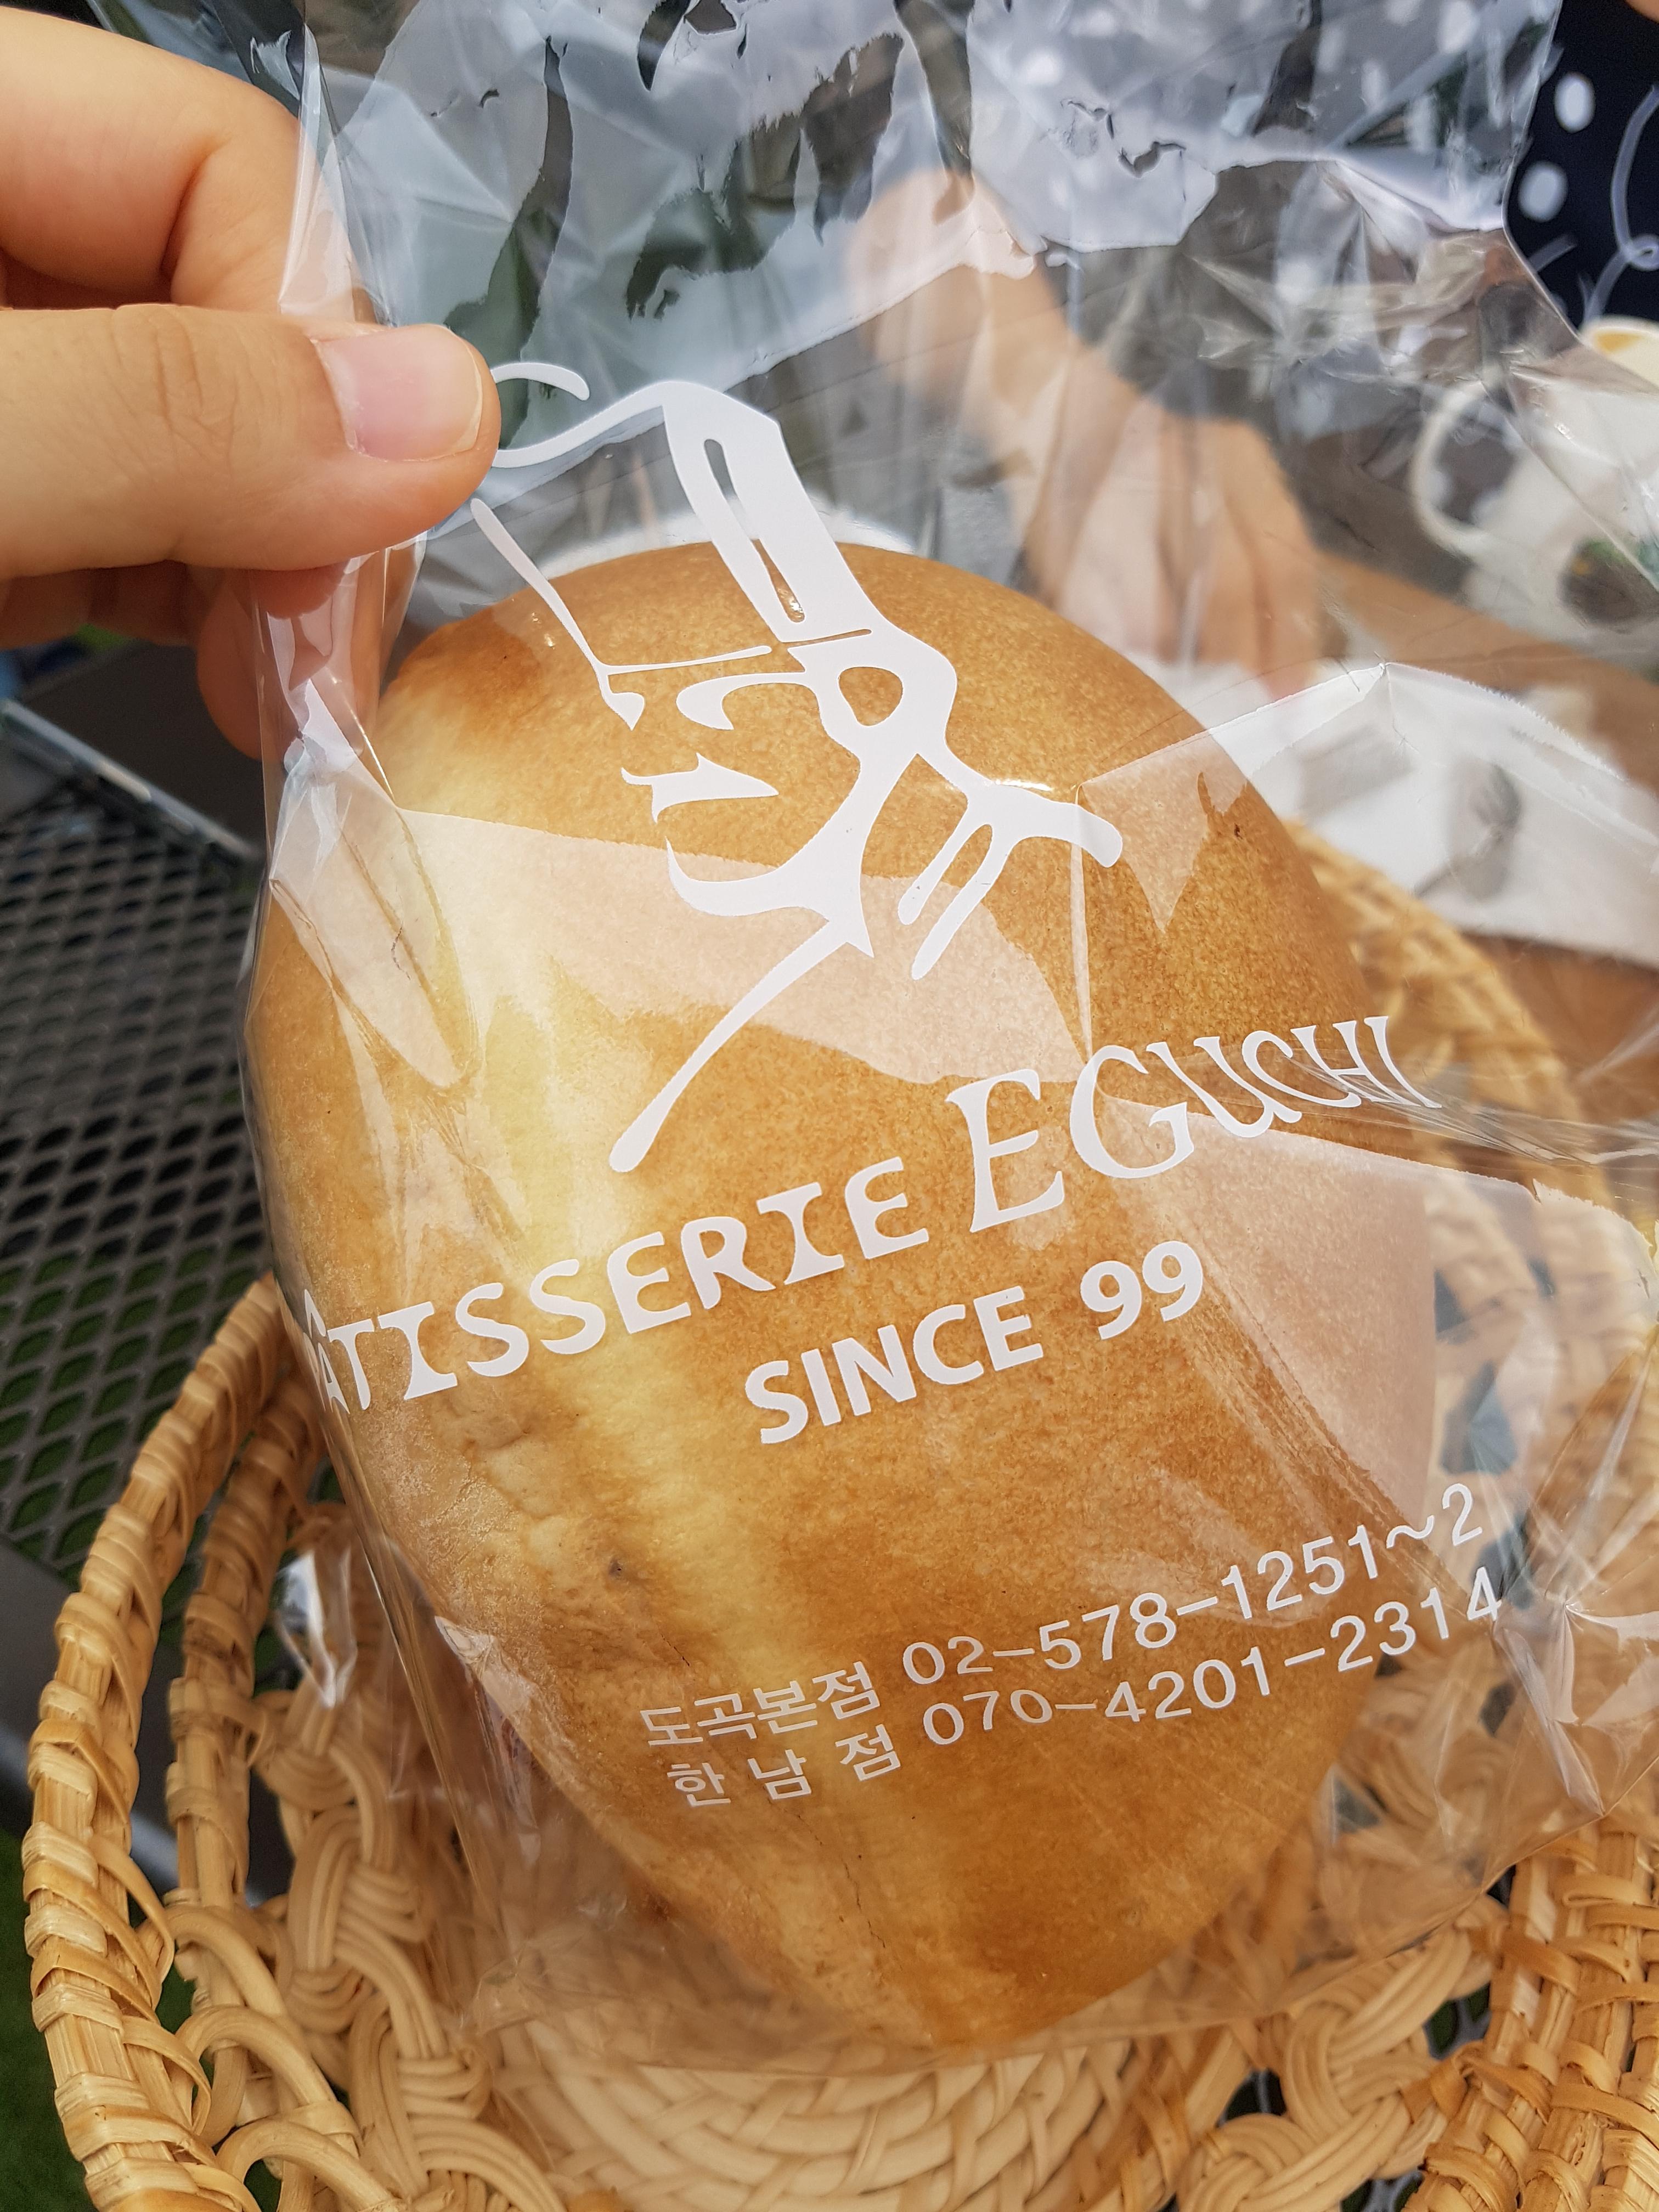 PATISSERIE EGUCHI
SINCE 99
도곡본점 02-578-1251~2
한 남 점 070-4201-2314